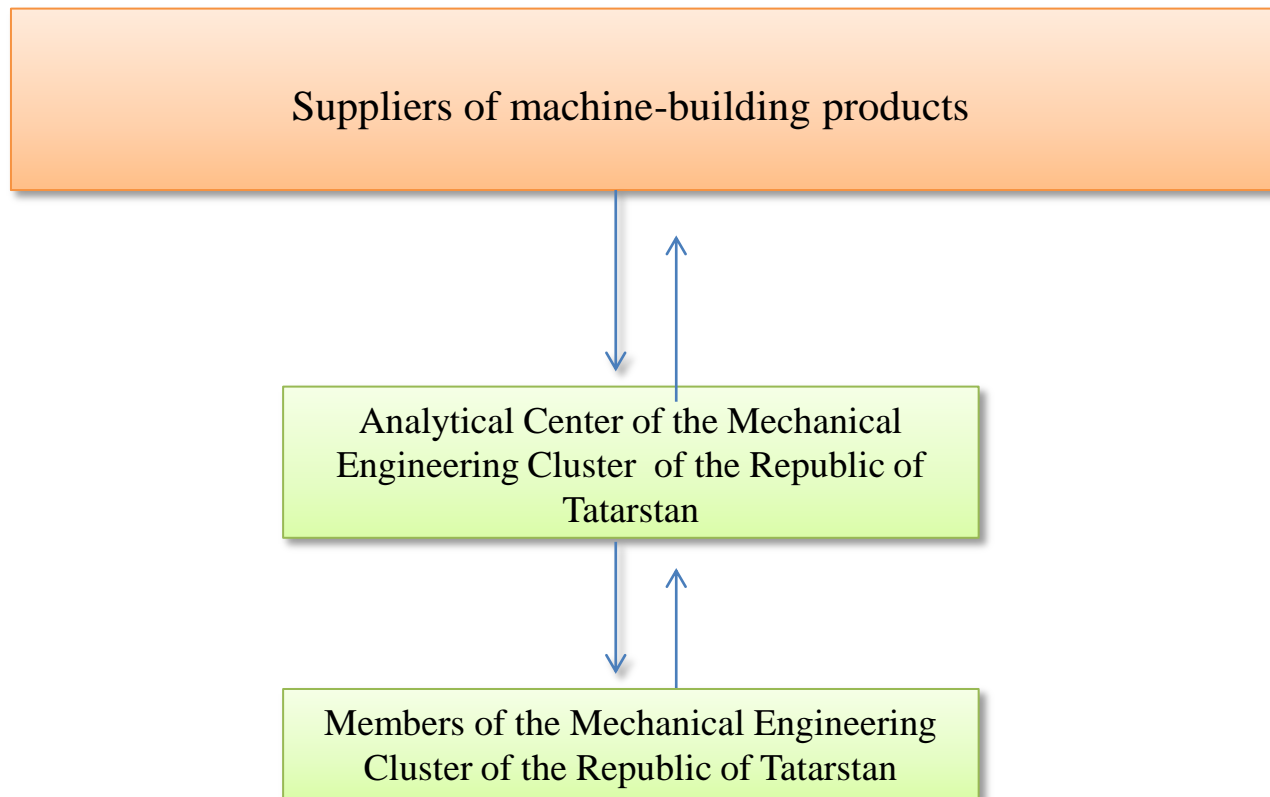 Suppliers of machine-building products
Analytical Center of the Mechanical
Engineering Cluster  of the Republic of
Tatarstan
Members of the Mechanical Engineering
Cluster of the Republic of Tatarstan